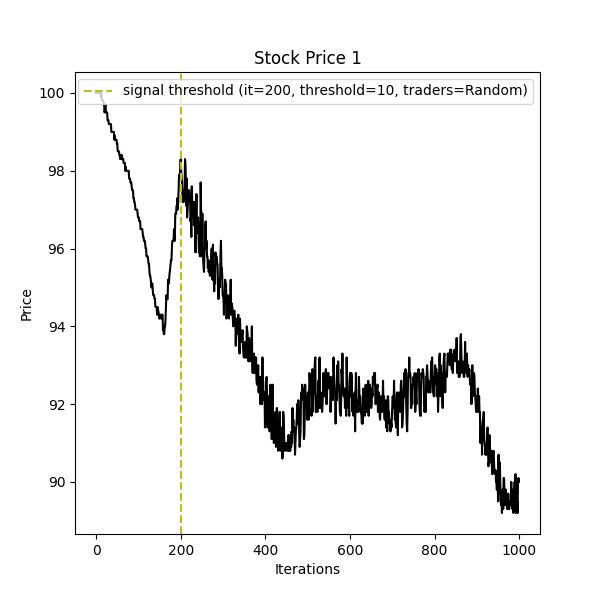 Stock Price 1
signal threshold (it=200, threshold=10, traders=Random)
100
98
96
94
92
90
Price
0 200 400 600 800 1000
Iterations